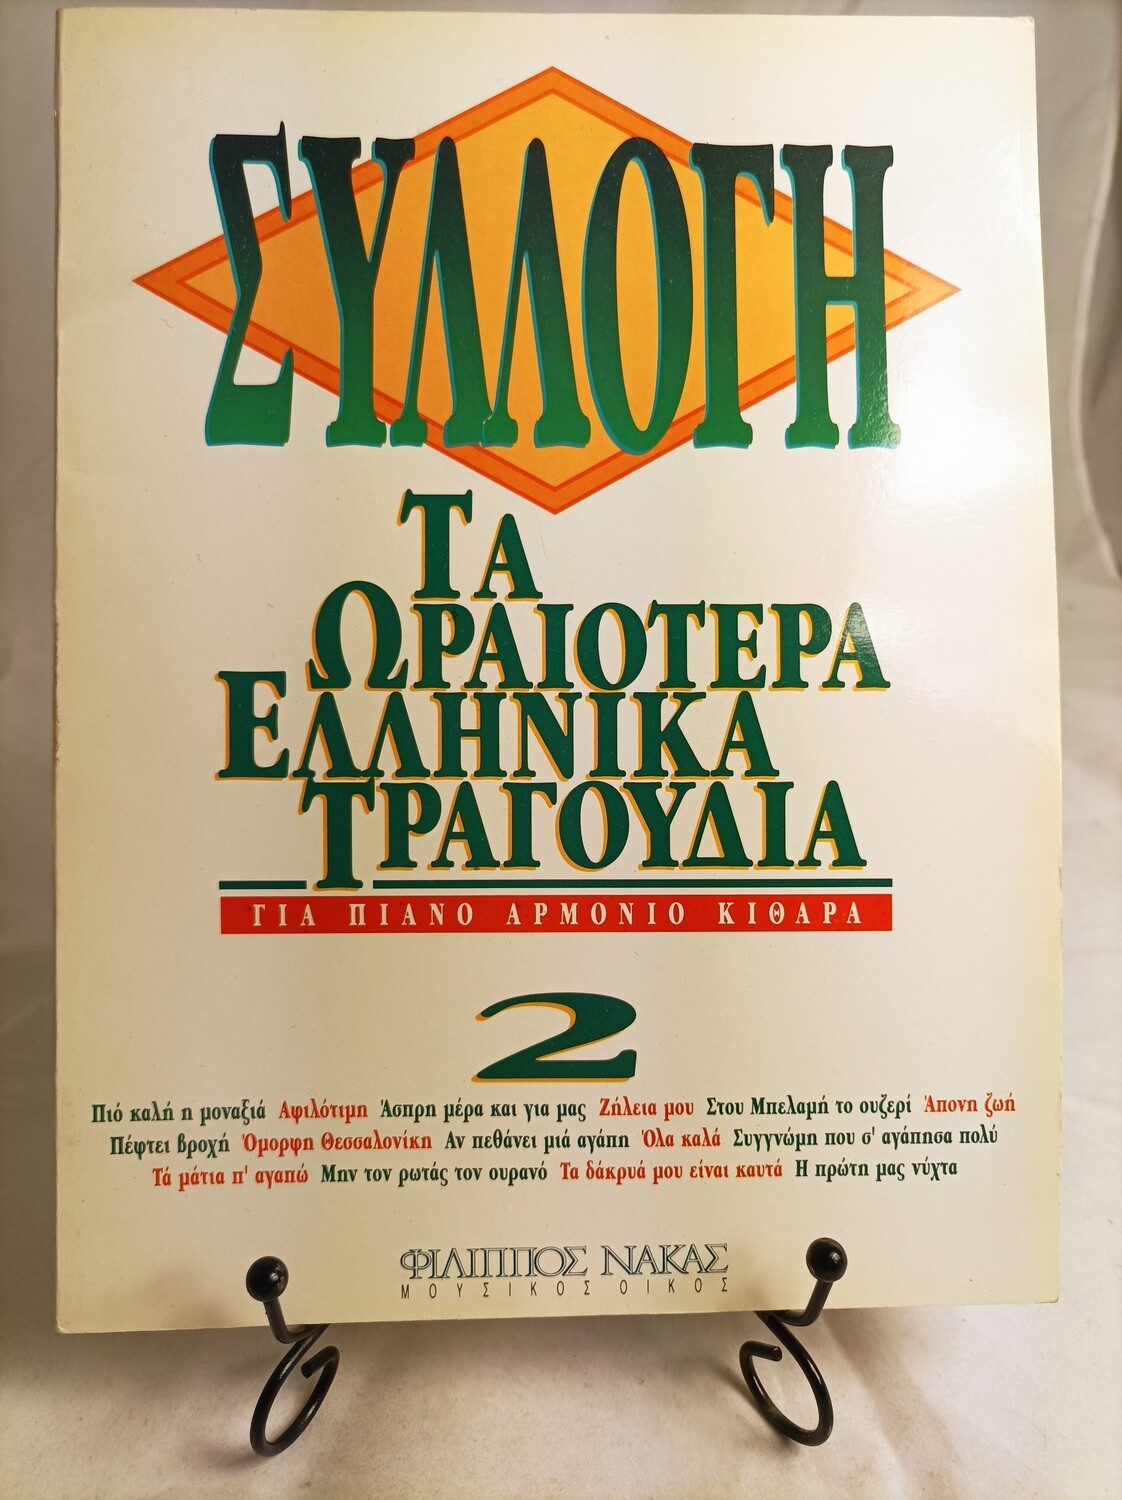 ΣΥΛΛΟΓΗ
ΤΑ
ΩΡΑΙΟΤΕΡΑ
ΕΛΛΗΝΙΚΑ
ΤΡΑΓΟΥΔΙΑ
ΓΙΑ ΠΙΑΝΟ ΑΡΜΟΝΙΟ ΚΙΘΑΡΑ
2
Πιό καλή η μοναξιά Αφιλότιμη Άσπρη μέρα και για μας Ζήλεια μου Στου Μπελαμή το ουζερί Άπονη ζωή
Πέφτει βροχή Όμορφη Θεσσαλονίκη Αν πεθάνει μιά αγάπη Όλα καλά Συγγνώμη που σ' αγάπησα πολύ
Τά μάτια π' αγαπώ Μην τον ρωτάς τον ουρανό Τα δάκρυά μου είναι καυτά Η πρώτη μας νύχτα
ΦΙΛΙΠΠΟΣ ΝΑΚΑΣ
ΜΟΥΣΙΚΟΣ ΟΙΚΟΣ